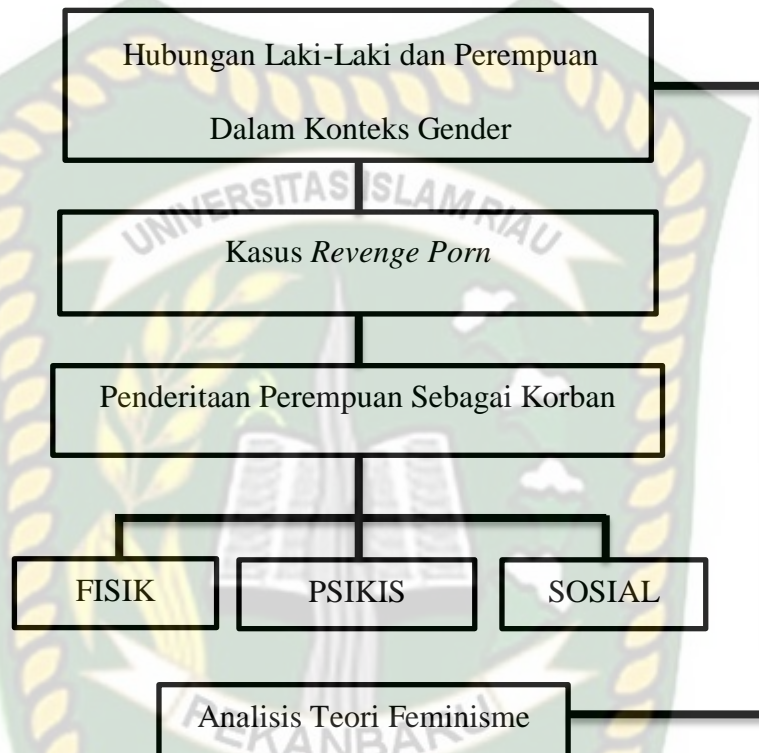 Hubungan Laki-Laki dan Perempuan
Dalam Konteks Gender
UNIVERSITAS ISLAM RIAU
Kasus Revenge Porn
Penderitaan Perempuan Sebagai Korban
FISIK
PSIKIS
SOSIAL
Analisis Teori Feminisme
PEKANBARU